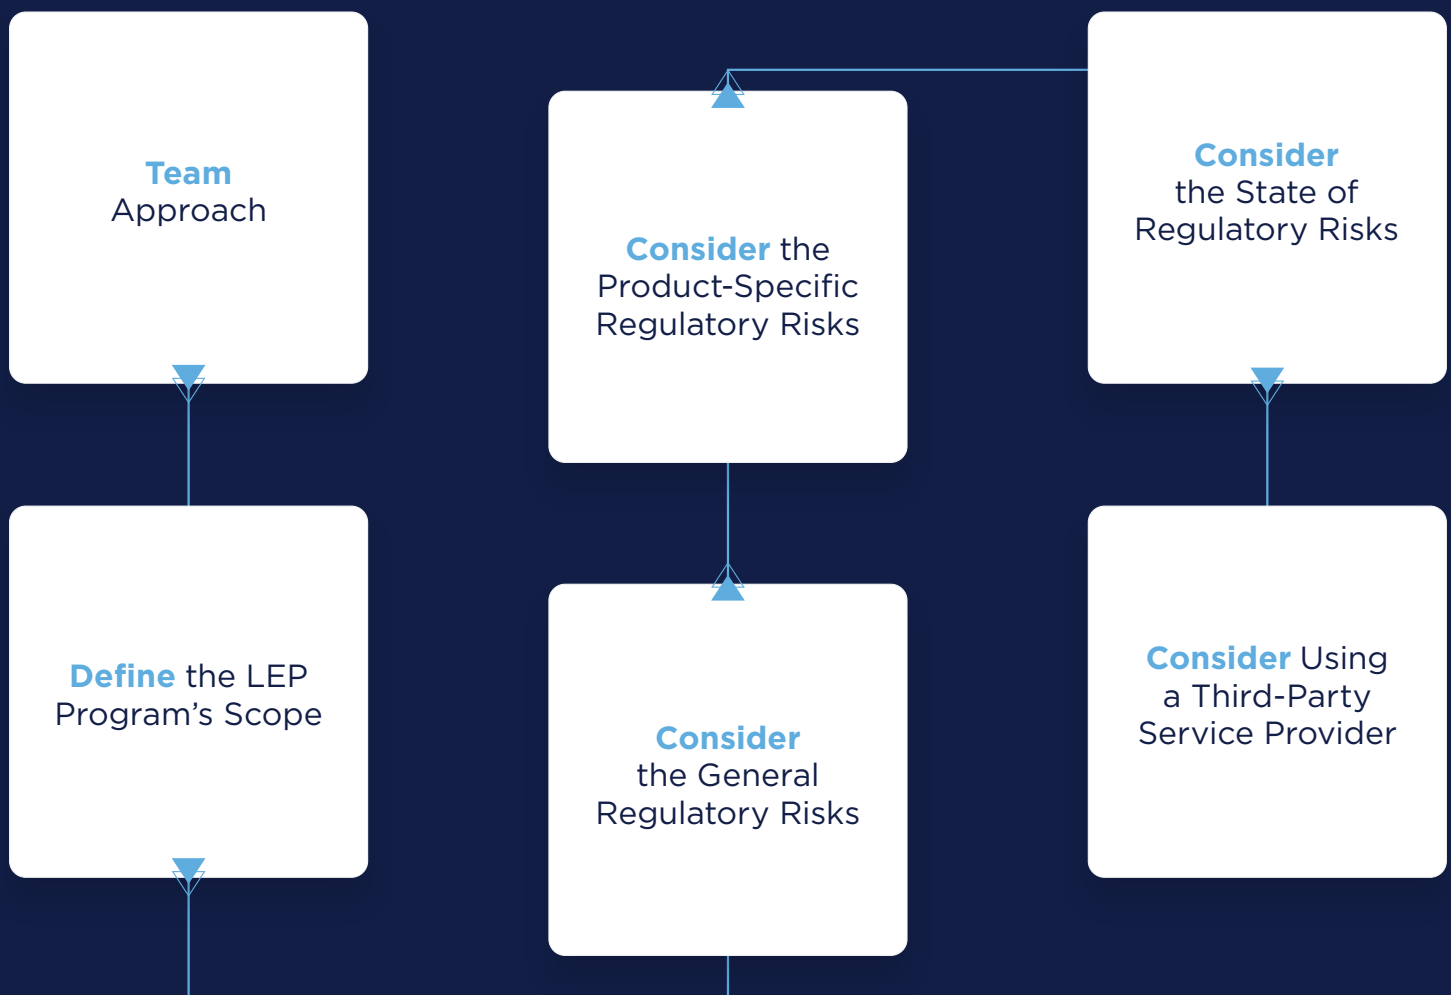 Team
Approach
Define the LEP
Program’s Scope
Consider the
Product-Specific
Regulatory Risks
Consider
the General
Regulatory Risks
Consider
the State of
Regulatory Risks
Consider Using
a Third-Party
Service Provider